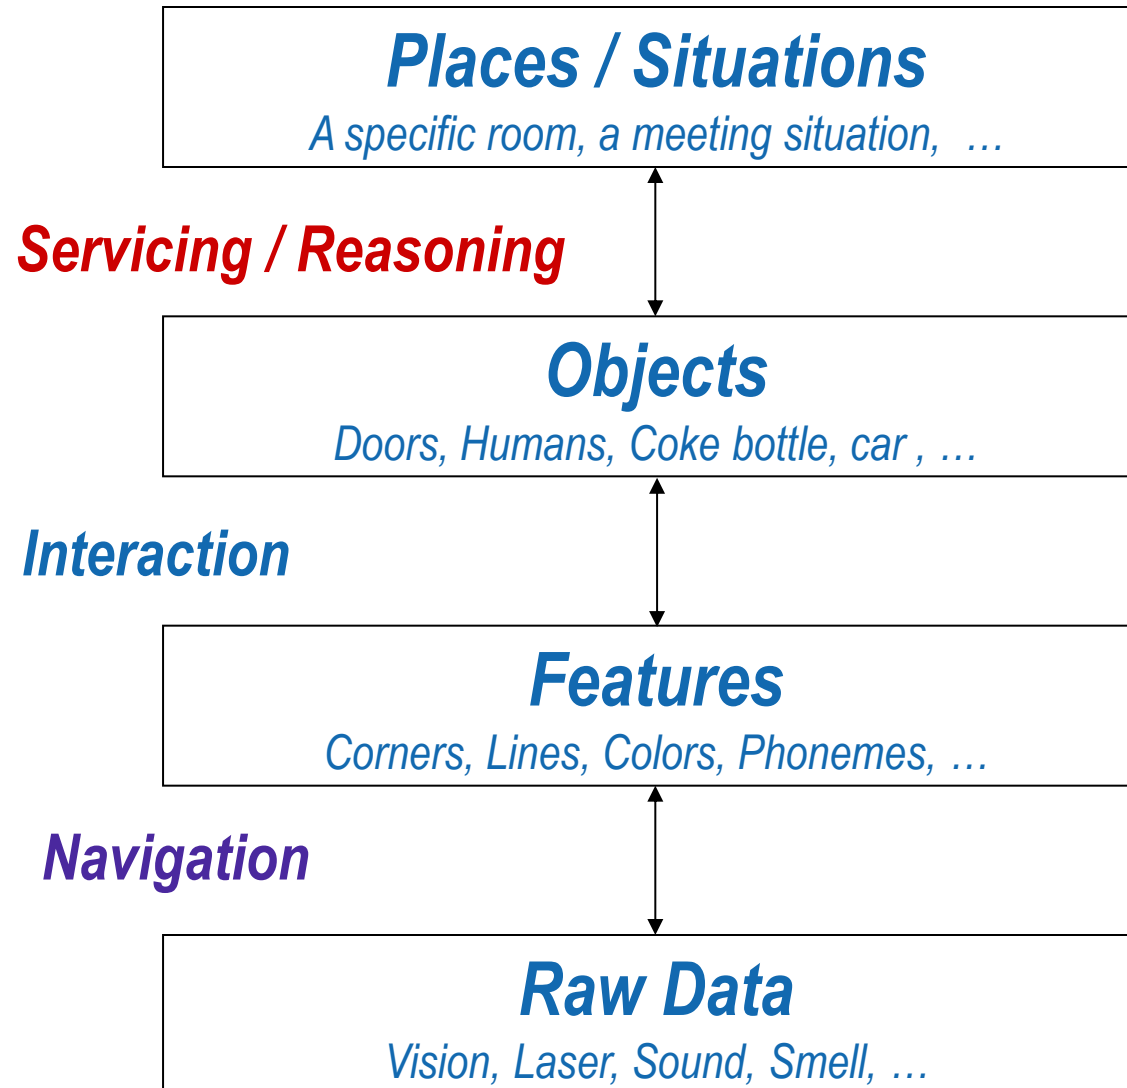 Places / Situations
A specific room, a meeting situation, …
Servicing / Reasoning
Objects
Doors, Humans, Coke bottle, car , …
Interaction
Features
Corners, Lines, Colors, Phonemes, …
Navigation
Raw Data
Vision, Laser, Sound, Smell, …